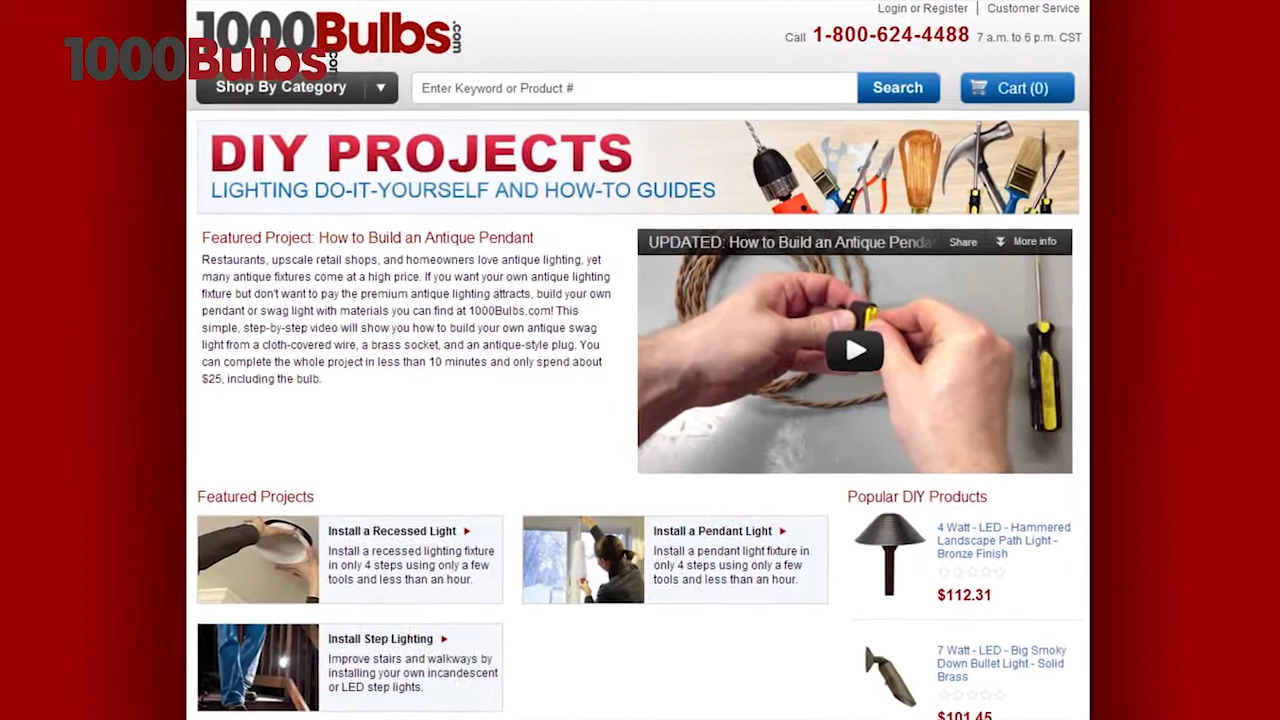 Login or Register | Customer Service
1000Bulbs.com
1000Bulbs.com
Call 1-800-624-4488 7 a.m. to 6 p.m. CST
Shop By Category ▼
Enter Keyword or Product #
Search
Cart (0)
DIY PROJECTS
LIGHTING DO-IT-YOURSELF AND HOW-TO GUIDES
Featured Project: How to Build an Antique Pendant
Restaurants, upscale retail shops, and homeowners love antique lighting, yet
many antique fixtures come at a high price. If you want your own antique lighting
fixture but don't want to pay the premium antique lighting attracts, build your own
pendant or swag light with materials you can find at 1000Bulbs.com! This
simple, step-by-step video will show you how to build your own antique swag
light from a cloth-covered wire, a brass socket, and an antique-style plug. You
can complete the whole project in less than 10 minutes and only spend about
$25, including the bulb.
UPDATED: How to Build an Antique Penda
Share
More info
Featured Projects
Install a Recessed Light
Install a recessed lighting fixture
in only 4 steps using only a few
tools and less than an hour.
Install a Pendant Light
Install a pendant light fixture in
only 4 steps using only a few
tools and less than an hour.
Install Step Lighting
Improve stairs and walkways by
installing your own incandescent
or LED step lights.
Popular DIY Products
4 Watt - LED - Hammered
Landscape Path Light -
Bronze Finish
$112.31
7 Watt - LED - Big Smoky
Down Bullet Light - Solid
Brass
$101.45